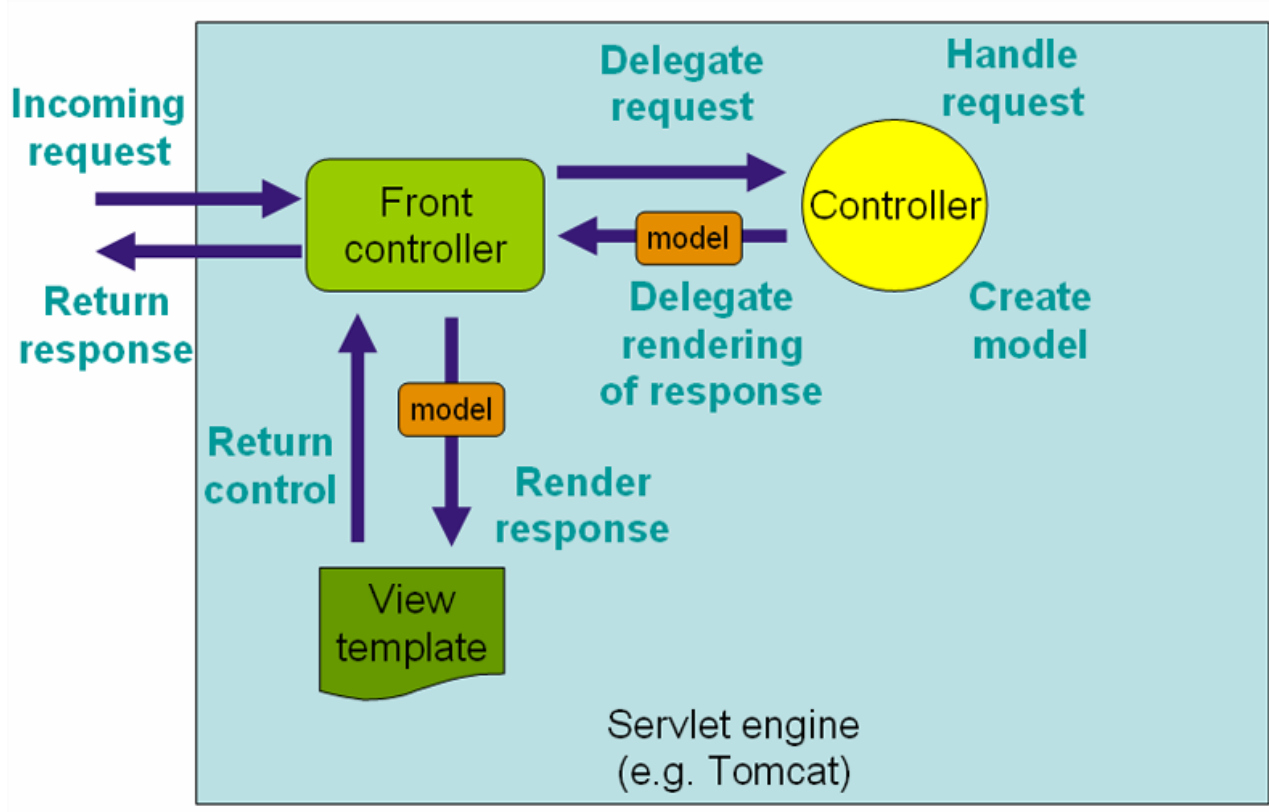 Incoming
request
Return
response
Delegate
request
Handle
request
Front
controller
Controller
model
Delegate
rendering
of response
Create
model
model
Return
control
Render
response
View
template
Servlet engine
(e.g. Tomcat)